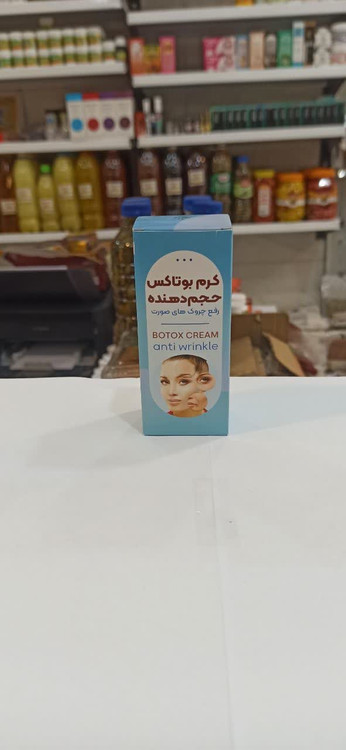 کرم بوتاکس
حجم‌دهنده
رفع چروک های صورت
BOTOX CREAM
anti wrinkle